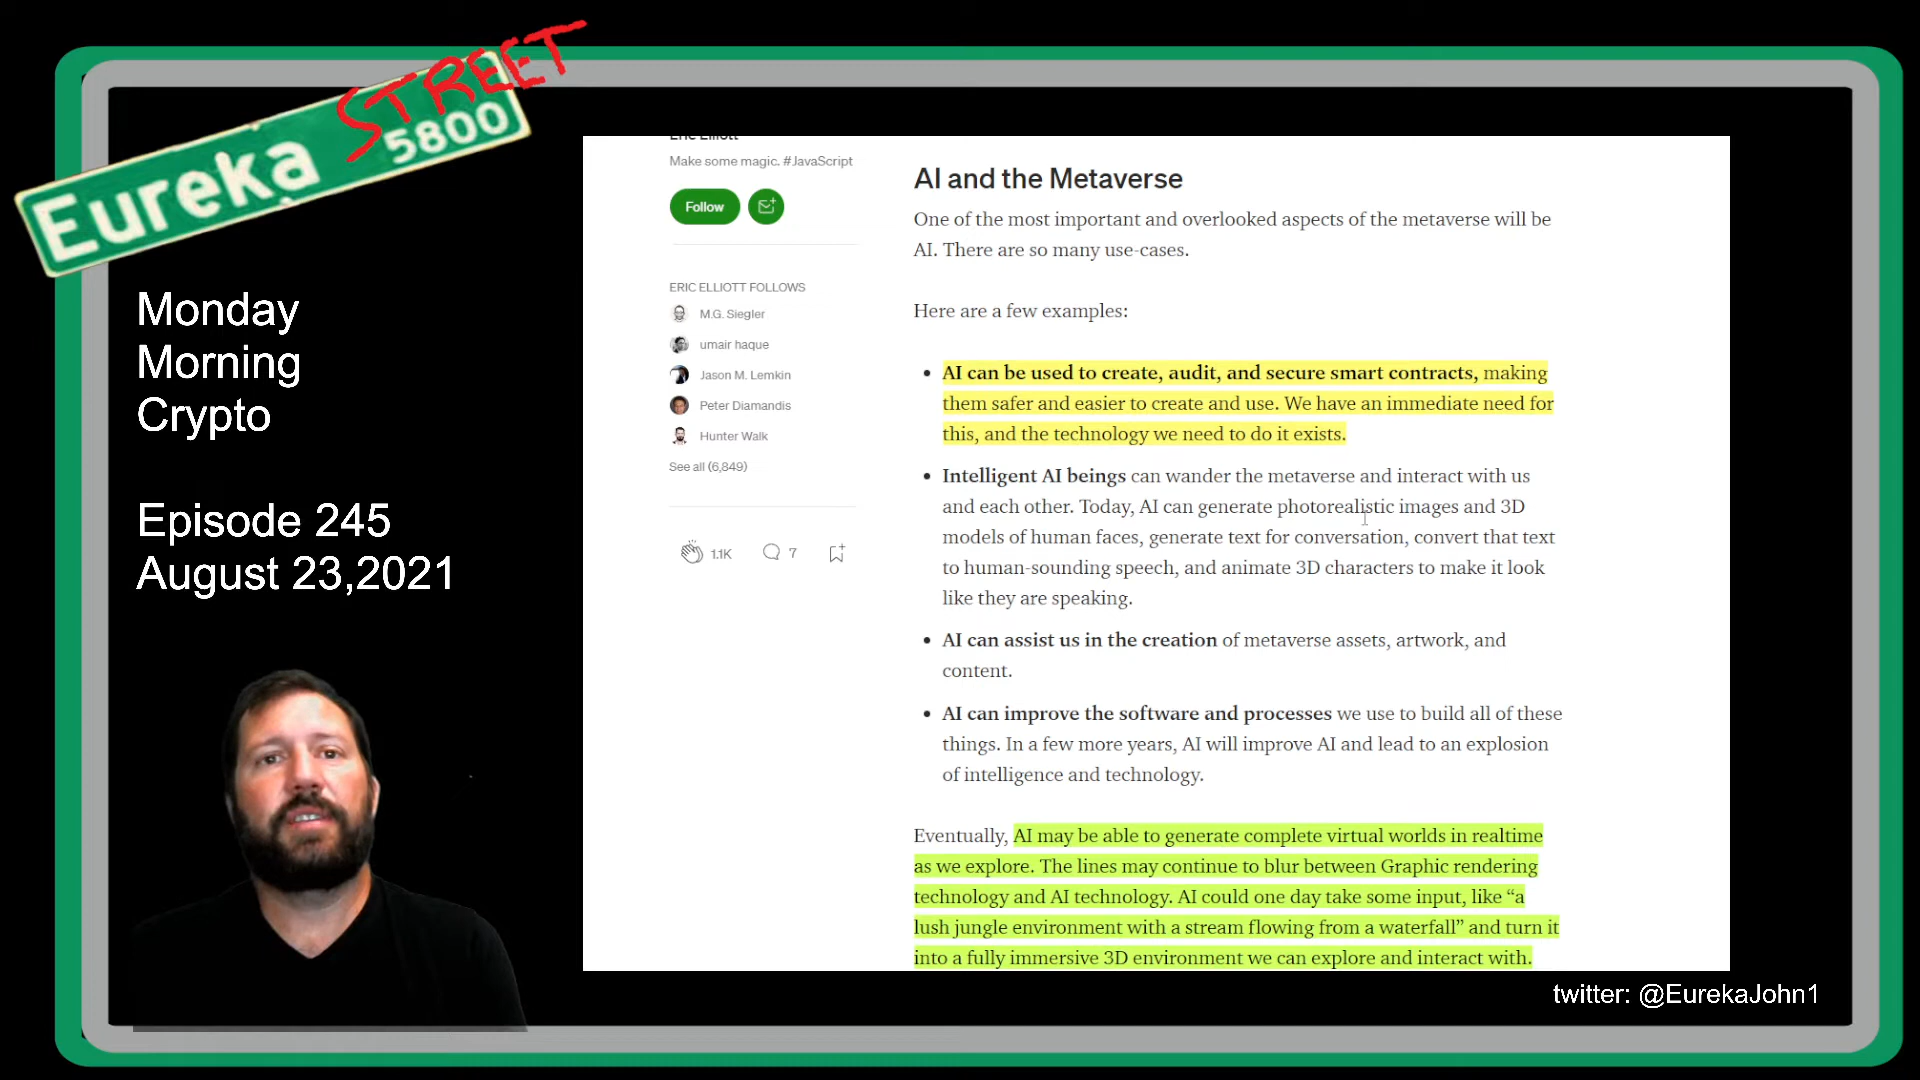 Eureka
STREET
5800
Monday
Morning
Crypto
Episode 245
August 23,2021
Eric Elliott
Make some magic. #JavaScript
Follow
ERIC ELLIOTT FOLLOWS
M.G. Siegler
umair haque
Jason M. Lemkin
Peter Diamandis
Hunter Walk
See all (6,849)
1.1K
7
AI and the Metaverse
One of the most important and overlooked aspects of the metaverse will be
AI. There are so many use-cases.
Here are a few examples:
• AI can be used to create, audit, and secure smart contracts, making
them safer and easier to create and use. We have an immediate need for
this, and the technology we need to do it exists.
• Intelligent AI beings can wander the metaverse and interact with us
and each other. Today, AI can generate photorealistic images and 3D
models of human faces, generate text for conversation, convert that text
to human-sounding speech, and animate 3D characters to make it look
like they are speaking.
• AI can assist us in the creation of metaverse assets, artwork, and
content.
• AI can improve the software and processes we use to build all of these
things. In a few more years, AI will improve AI and lead to an explosion
of intelligence and technology.
Eventually, AI may be able to generate complete virtual worlds in realtime
as we explore. The lines may continue to blur between Graphic rendering
technology and AI technology. AI could one day take some input, like “a
lush jungle environment with a stream flowing from a waterfall” and turn it
into a fully immersive 3D environment we can explore and interact with.
twitter: @EurekaJohn1